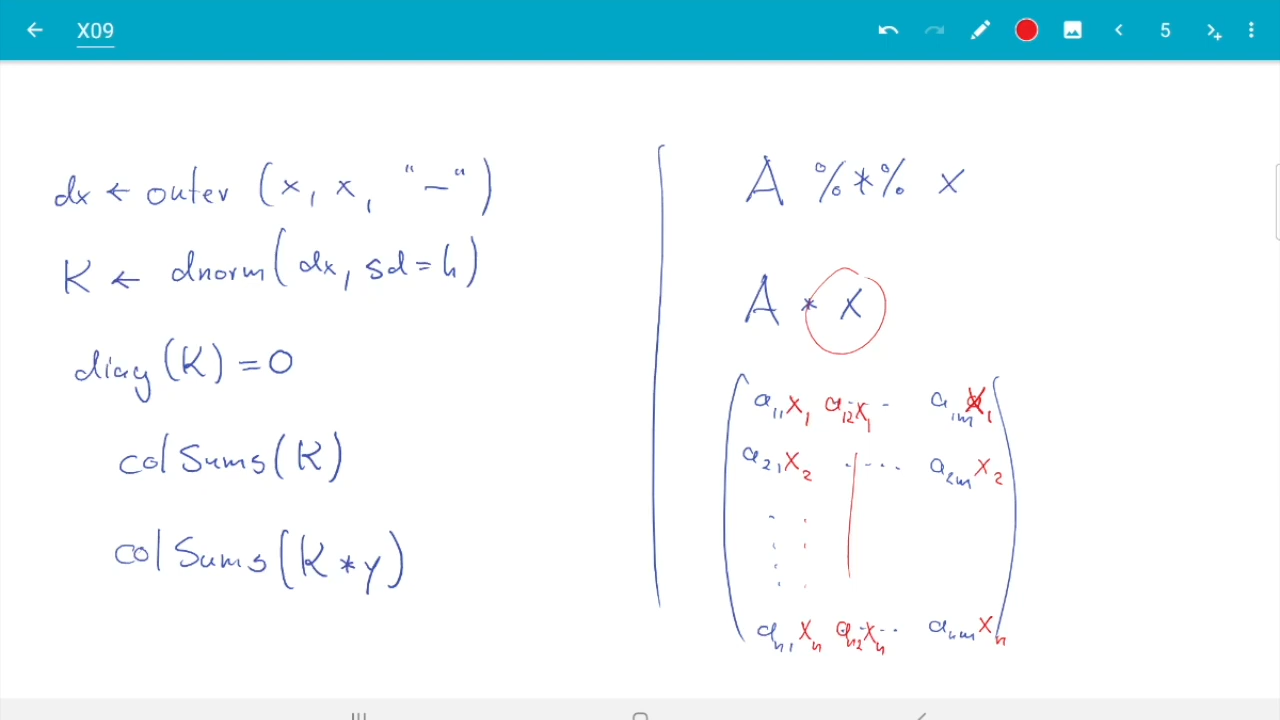 X09
5
dx ← outer (x, x, "-")
K ← dnorm(dx, sd=h)
diag(K) = 0
colSums(K)
colSums(K*y)
A %*% x
A * x
a₁₁x₁ a₁₂x₁ ·· a₁ₘx₁
a₂₁x₂ ····· a₂ₘx₂
aₙ₁xₙ aₙ₂xₙ ·· aₙₘxₙ